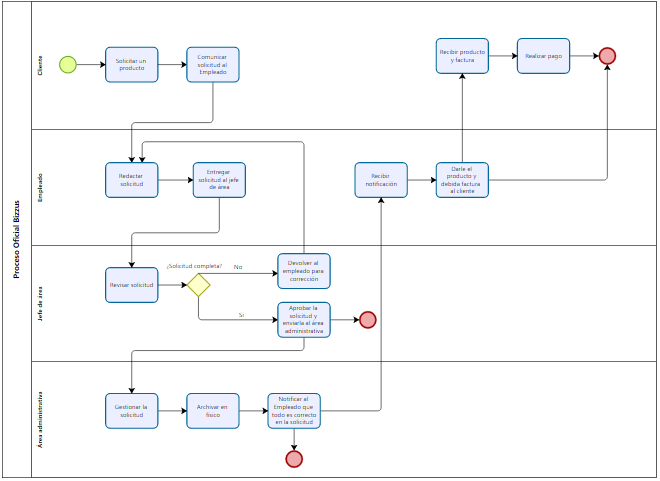 Proceso Oficial Bizzus
Cliente
Solicitar un
producto
Comunicar
solicitud al
Empleado
Recibir producto
y factura
Realizar pago
Empleado
Redactar
solicitud
Entregar
solicitud al jefe
de área
Recibir
notificación
Darle el
producto y
debida factura
al cliente
Jefe de área
Revisar solicitud
¿Solicitud completa?
No
Si
Devolver al
empleado para
corrección
Aprobar la
solicitud y
enviarla al área
administrativa
Área administrativa
Gestionar la
solicitud
Archivar en
físico
Notificar al
Empleado que
todo es correcto
en la solicitud